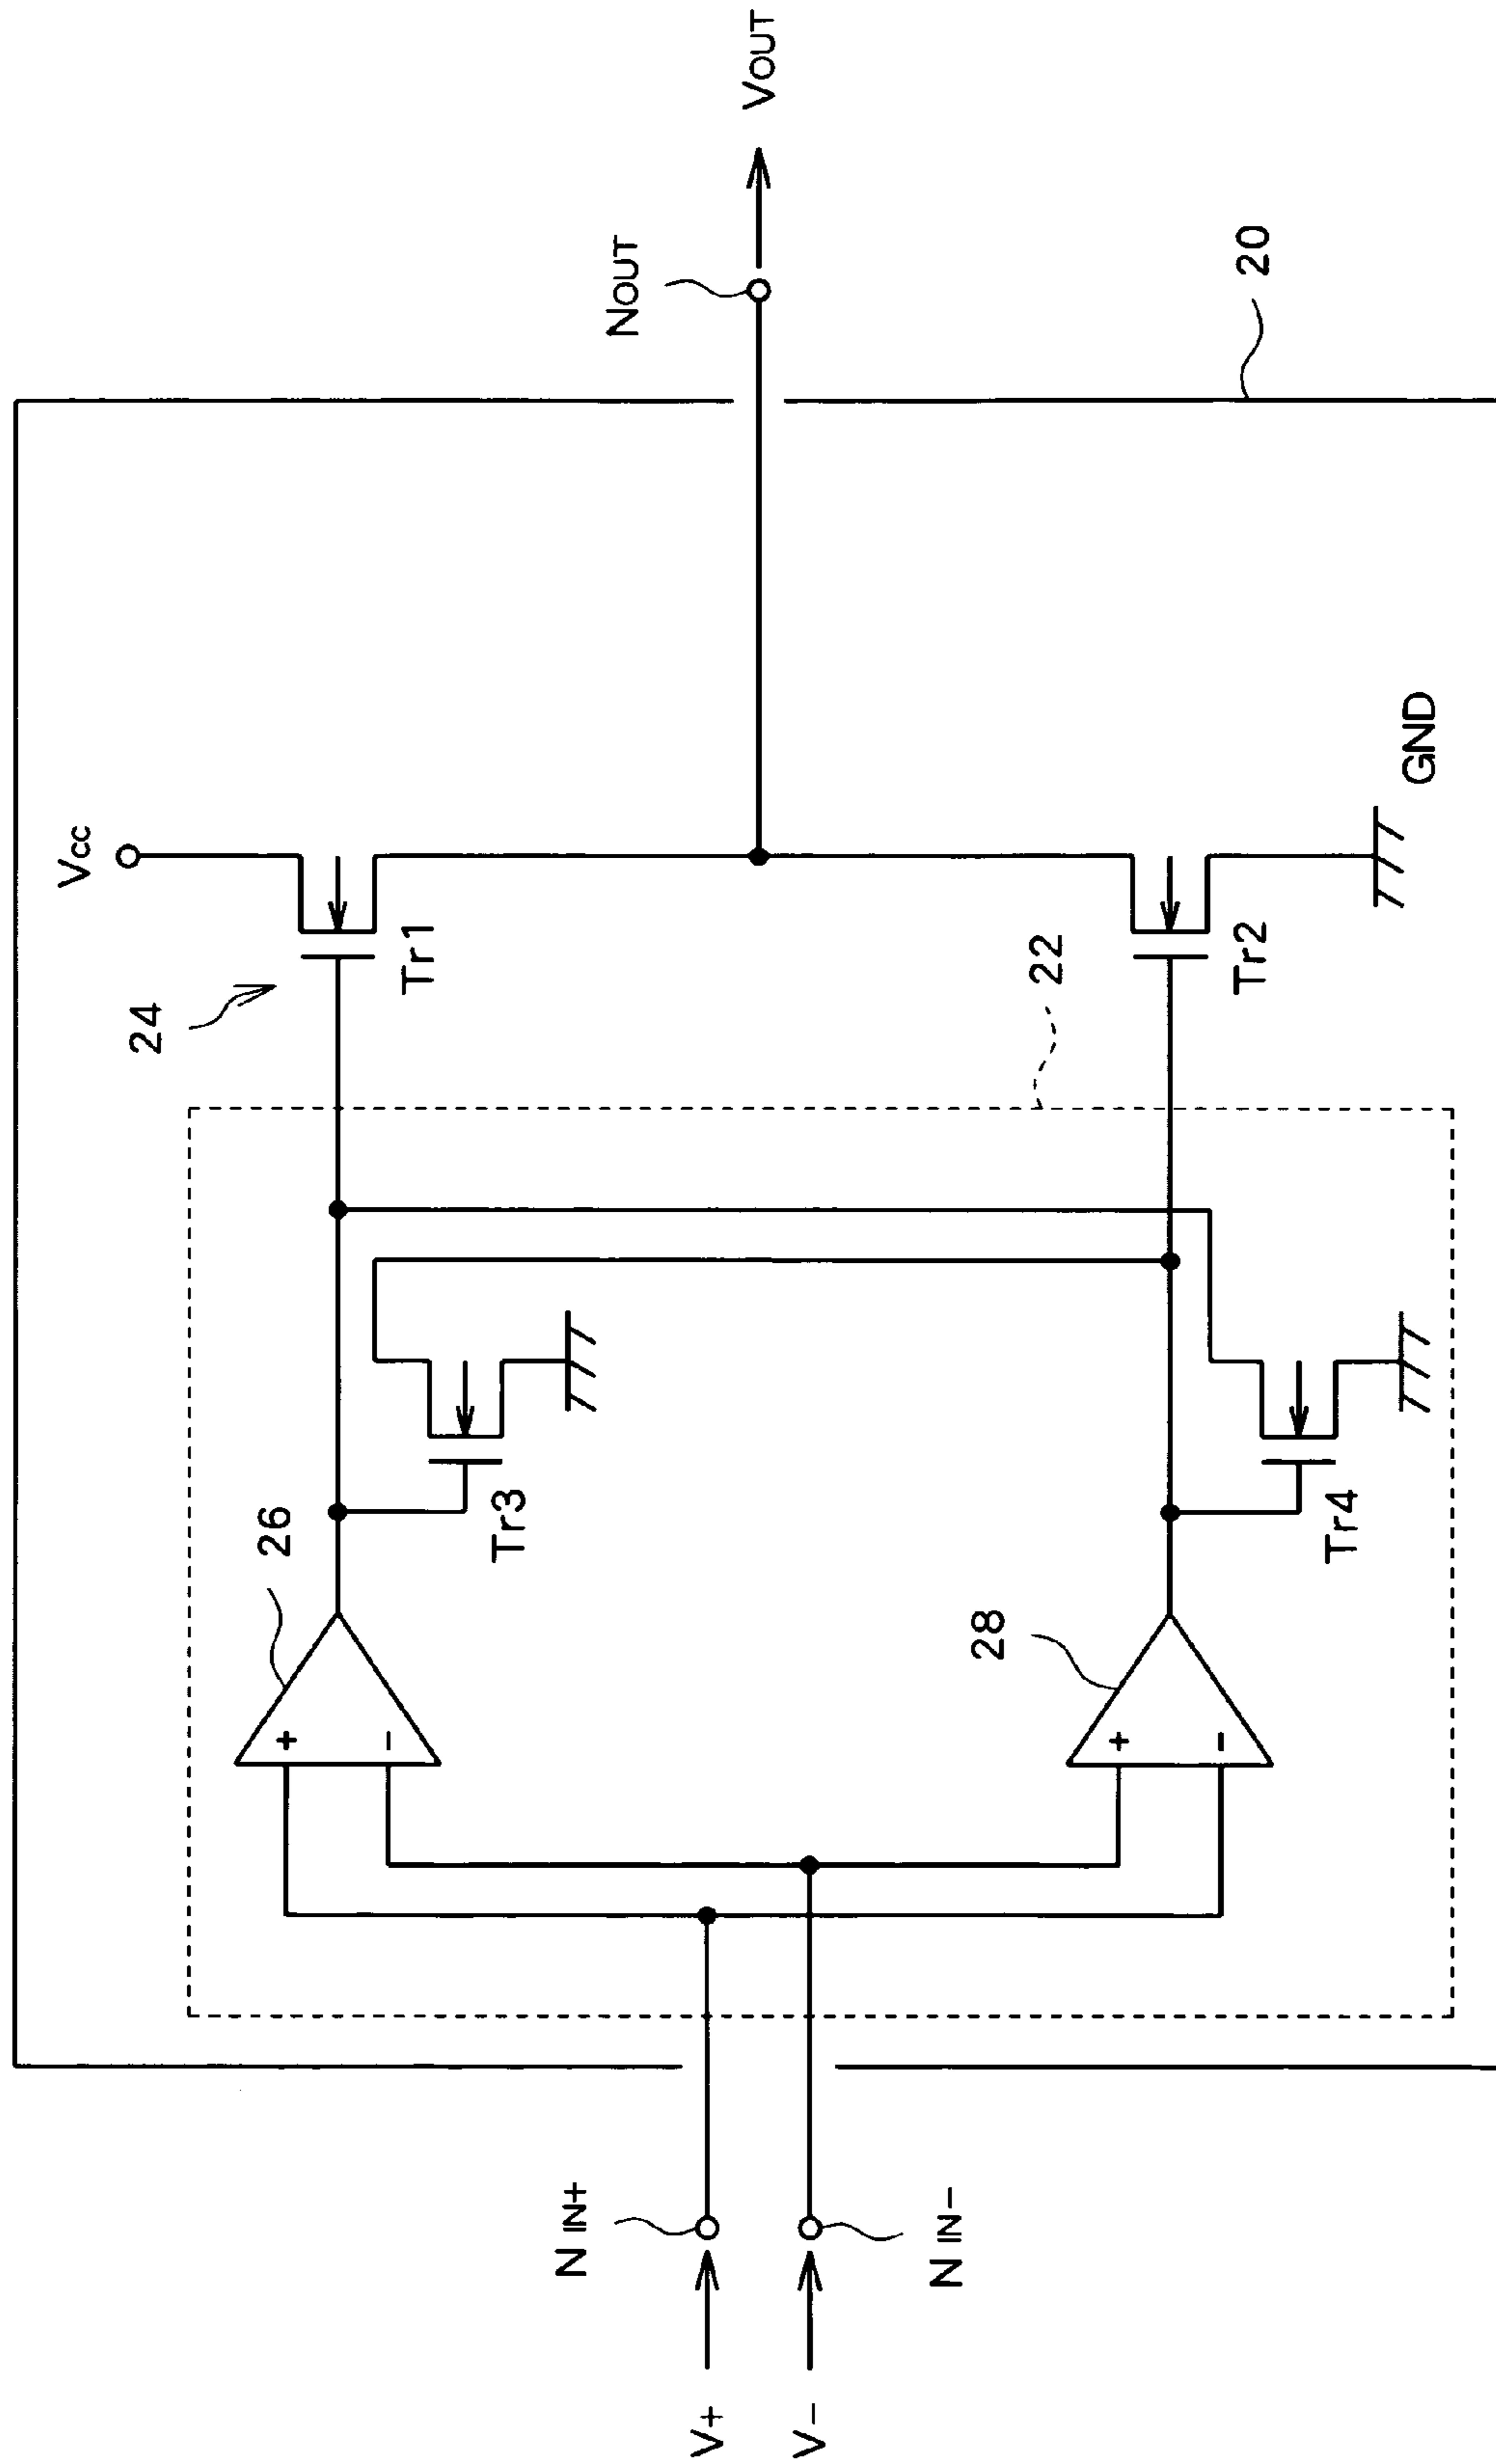 Vcc
24
Tr1
NOUT
VOUT
26
+
−
Tr3
22
20
N IN+
V+
V−
N IN−
28
+
−
Tr2
Tr4
GND